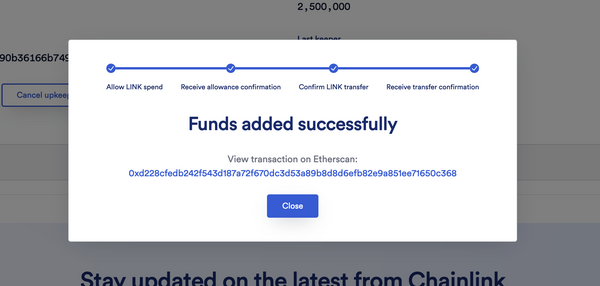 2,500,000
Last keeper
90b36166b749
Cancel upkeep
Allow LINK spend
Receive allowance confirmation
Confirm LINK transfer
Receive transfer confirmation
Funds added successfully
View transaction on Etherscan:
0xd228cfedb242f543d187a72f670dc3d53a89b8d8d6efb82e9a851ee71650c368
Close
Stay updated on the latest from Chainlink